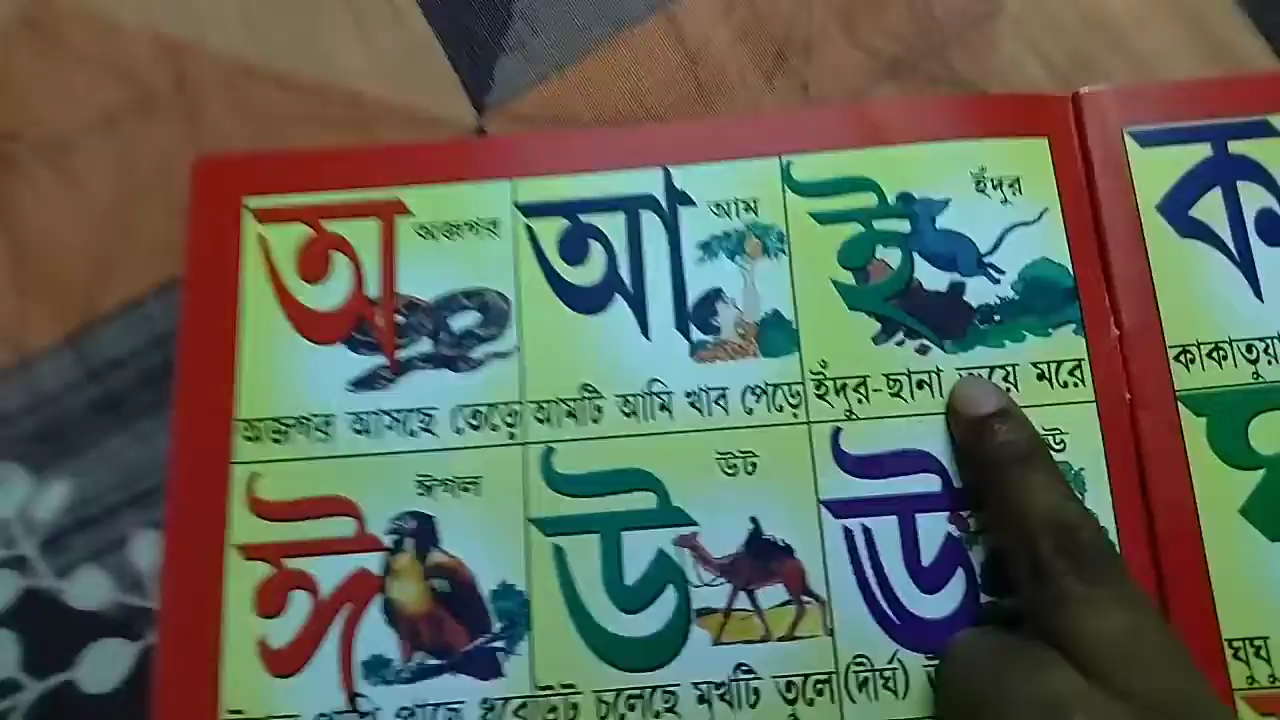 অ অজগর
আ আম
ই ইঁদুর
ক
অজগর আসছে তেড়ে
আমটি আমি খাব পেড়ে
ইঁদুর-ছানা ভয়ে মরে
কাকাতুয়া
ঈ ঈগল
উ উট
ঊ
উট চলেছে মুখটি তুলে
(দীর্ঘ)
ঘুঘু